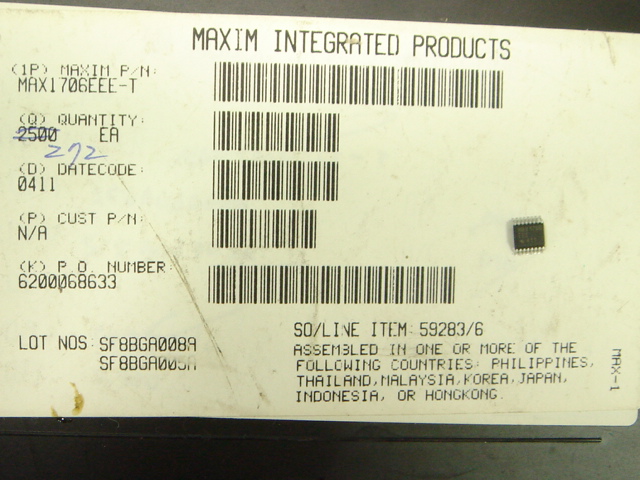 MAXIM INTEGRATED PRODUCTS
(1P) MAXIM P/N:
MAX1706EEE-T
(Q) QUANTITY:
2500 EA
272
(D) DATECODE:
0411
(P) CUST P/N:
N/A
(K) P.O. NUMBER:
6200068633
SO/LINE ITEM: 59283/6
LOT NOS: SF8BGA008A
SF8BGA005A
ASSEMBLED IN ONE OR MORE OF THE
FOLLOWING COUNTRIES: PHILIPPINES,
THAILAND, MALAYSIA, KOREA, JAPAN,
INDONESIA, OR HONGKONG.
MAX-1